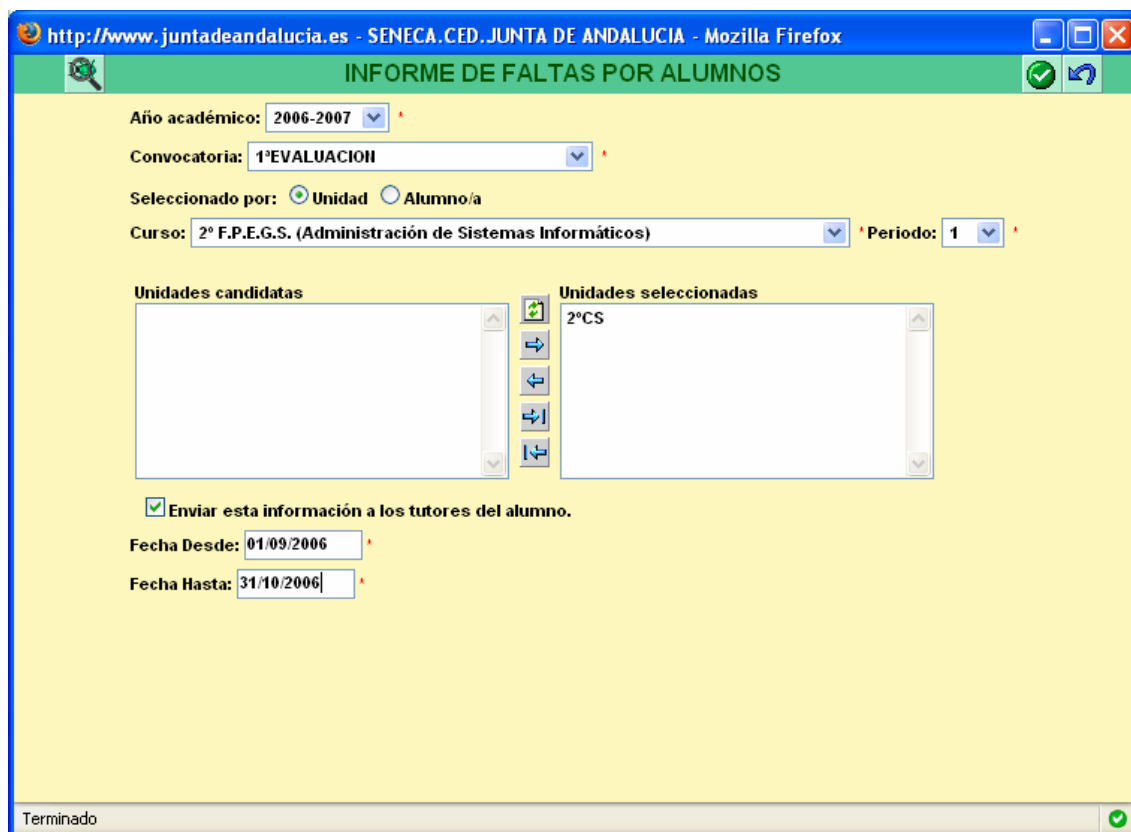 http://www.juntadeandalucia.es - SENECA.CED.JUNTA DE ANDALUCIA - Mozilla Firefox
INFORME DE FALTAS POR ALUMNOS
Año académico: 2006-2007 *
Convocatoria: 1ªEVALUACION *
Seleccionado por: Unidad Alumno/a
Curso: 2º F.P.E.G.S. (Administración de Sistemas Informáticos) * Periodo: 1 *
Unidades candidatas Unidades seleccionadas
2ºCS
Enviar esta información a los tutores del alumno.
Fecha Desde: 01/09/2006 *
Fecha Hasta: 31/10/2006 *
Terminado